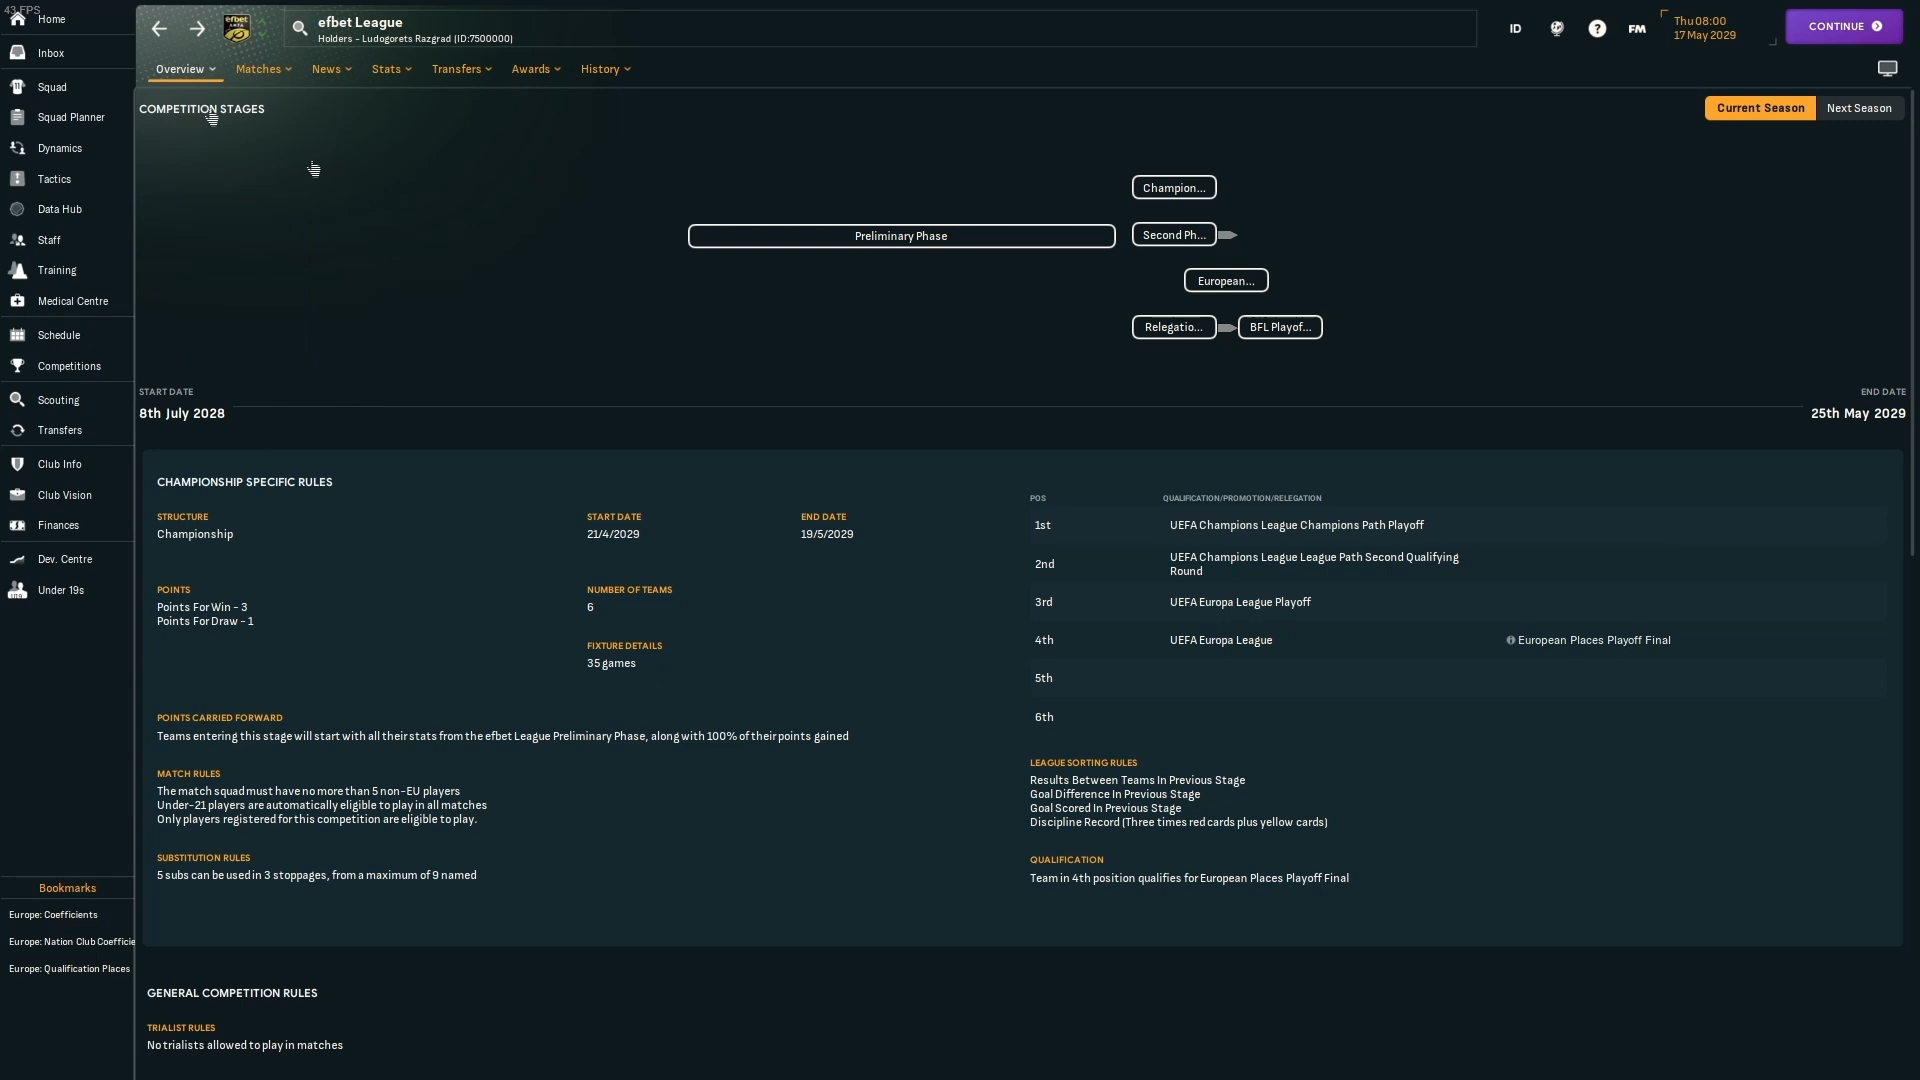 43 FPS
Home
Inbox
Squad
Squad Planner
Dynamics
Tactics
Data Hub
Staff
Training
Medical Centre
Schedule
Competitions
Scouting
Transfers
Club Info
Club Vision
Finances
Dev. Centre
Under 19s
Bookmarks
Europe: Coefficients
Europe: Nation Club Coefficie
Europe: Qualification Places
efbet
efbet League
Holders - Ludogorets Razgrad (ID:7500000)
ID
FM
Thu 08:00
17 May 2029
CONTINUE
Overview
Matches
News
Stats
Transfers
Awards
History
COMPETITION STAGES
Current Season
Next Season
Champion...
Preliminary Phase
Second Ph...
European...
Relegatio...
BFL Playof...
START DATE
8th July 2028
END DATE
25th May 2029
CHAMPIONSHIP SPECIFIC RULES
STRUCTURE
Championship
START DATE
21/4/2029
END DATE
19/5/2029
POINTS
Points For Win - 3
Points For Draw - 1
NUMBER OF TEAMS
6
FIXTURE DETAILS
35 games
POINTS CARRIED FORWARD
Teams entering this stage will start with all their stats from the efbet League Preliminary Phase, along with 100% of their points gained
MATCH RULES
The match squad must have no more than 5 non-EU players
Under-21 players are automatically eligible to play in all matches
Only players registered for this competition are eligible to play.
SUBSTITUTION RULES
5 subs can be used in 3 stoppages, from a maximum of 9 named
POS QUALIFICATION/PROMOTION/RELEGATION
1st UEFA Champions League Champions Path Playoff
2nd UEFA Champions League League Path Second Qualifying
Round
3rd UEFA Europa League Playoff
4th UEFA Europa League European Places Playoff Final
5th
6th
LEAGUE SORTING RULES
Results Between Teams In Previous Stage
Goal Difference In Previous Stage
Goal Scored In Previous Stage
Discipline Record (Three times red cards plus yellow cards)
QUALIFICATION
Team in 4th position qualifies for European Places Playoff Final
GENERAL COMPETITION RULES
TRIALIST RULES
No trialists allowed to play in matches